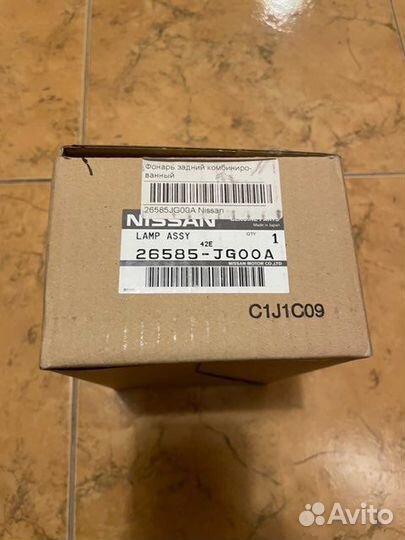 Фонарь задний комбиниро-
ванный
26585JG00A Nissan
NISSAN
Made in Japan
LAMP ASSY
42E
QTY
1
26585-JG00A
NISSAN MOTOR CO.,LTD
C1J1C09
Avito